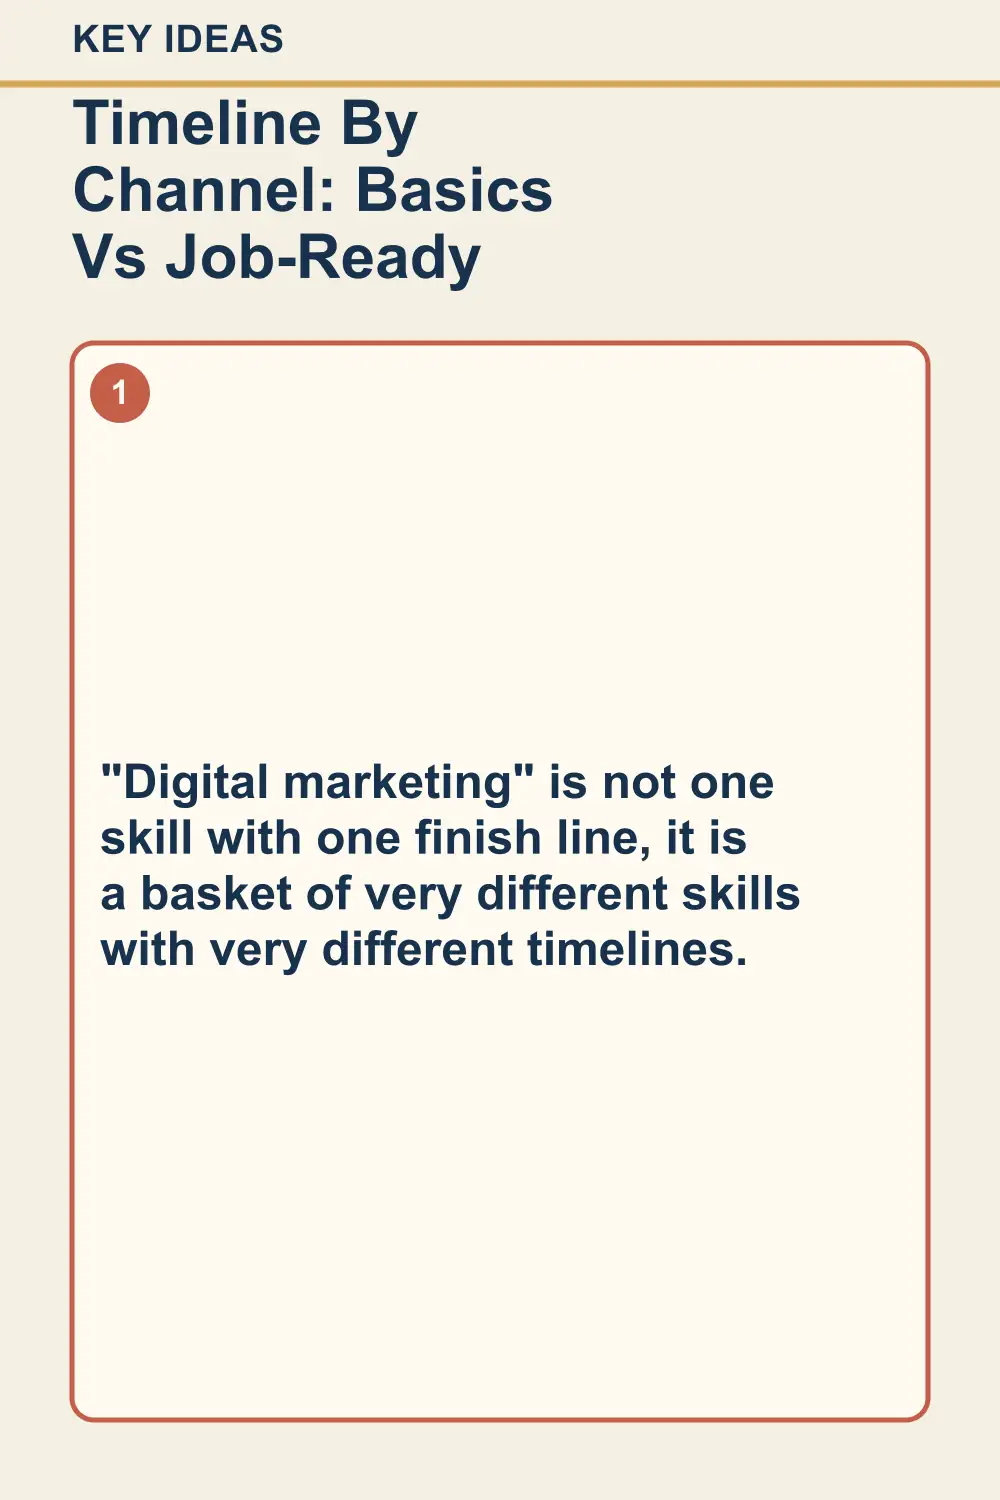 KEY IDEAS
Timeline By
Channel: Basics
Vs Job-Ready
1
"Digital marketing" is not one
skill with one finish line, it is
a basket of very different skills
with very different timelines.